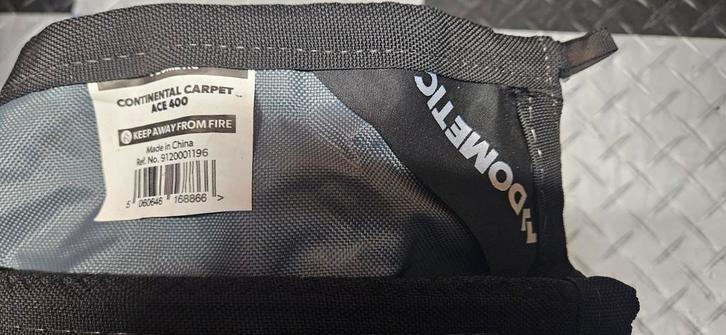 CONTINENTAL CARPET
ACE 400
KEEP AWAY FROM FIRE
Made in China
Ref. No. 9120001196
5 060646 168866 >
DOMETIC